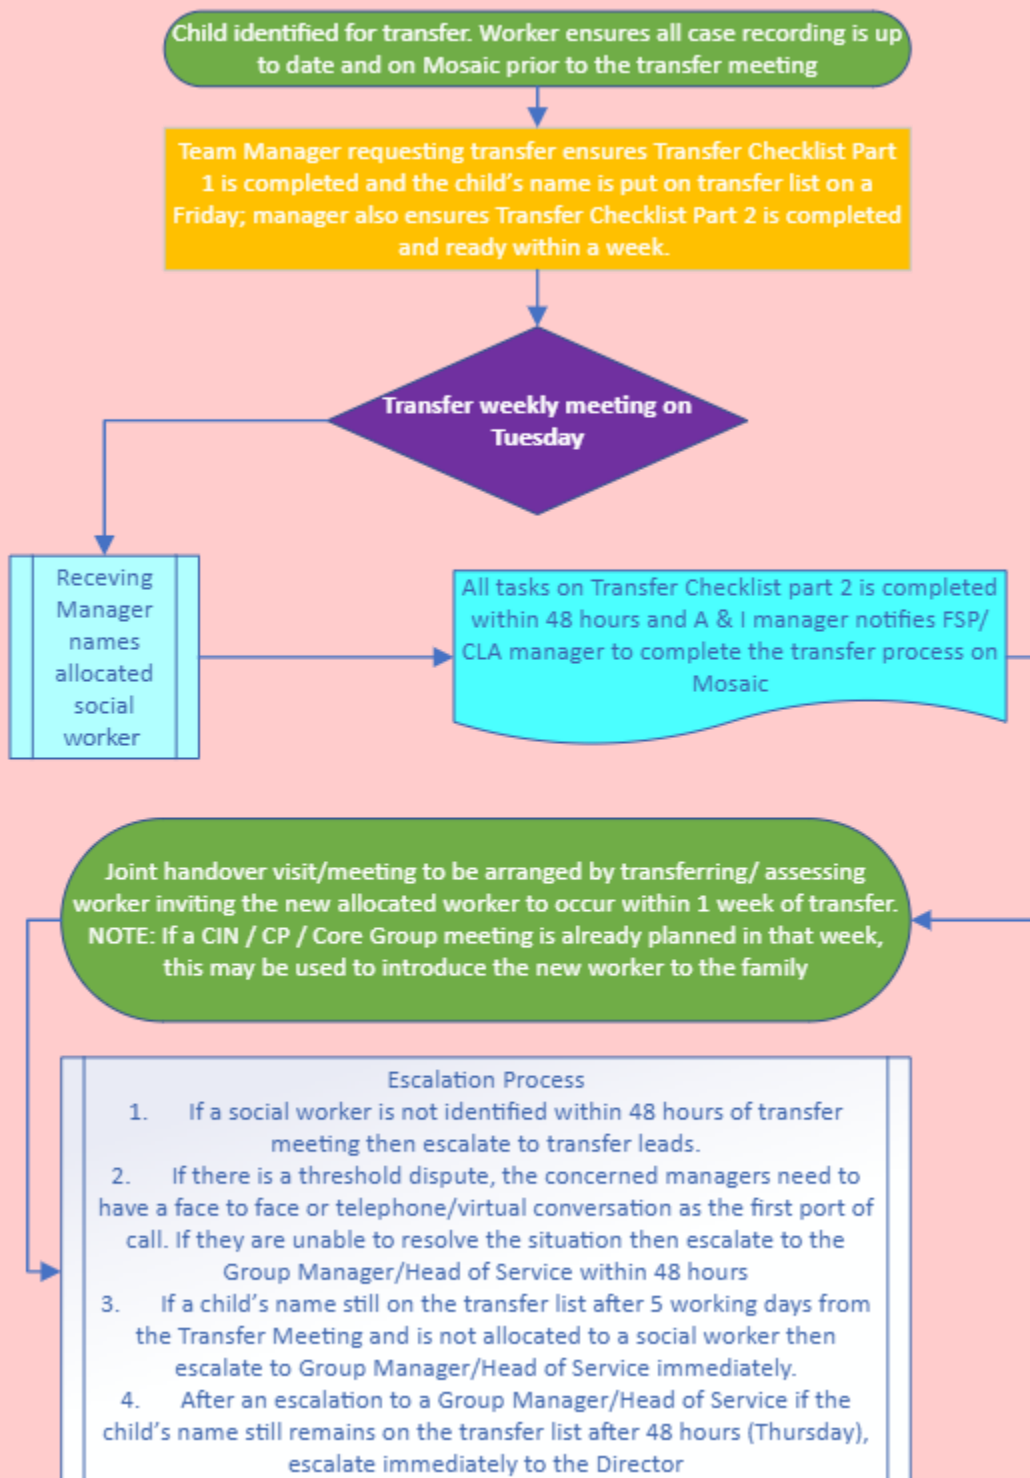 Child identified for transfer. Worker ensures all case recording is up
to date and on Mosaic prior to the transfer meeting
Team Manager requesting transfer ensures Transfer Checklist Part
1 is completed and the child's name is put on transfer list on a
Friday; manager also ensures Transfer Checklist Part 2 is completed
and ready within a week.
Transfer weekly meeting on
Tuesday
Receving
Manager
names
allocated
social
worker
All tasks on Transfer Checklist part 2 is completed
within 48 hours and A & I manager notifies FSP/
CLA manager to complete the transfer process on
Mosaic
Joint handover visit/meeting to be arranged by transferring/ assessing
worker inviting the new allocated worker to occur within 1 week of transfer.
NOTE: If a CIN / CP / Core Group meeting is already planned in that week,
this may be used to introduce the new worker to the family
Escalation Process
1. If a social worker is not identified within 48 hours of transfer
meeting then escalate to transfer leads.
2. If there is a threshold dispute, the concerned managers need to
have a face to face or telephone/virtual conversation as the first port of
call. If they are unable to resolve the situation then escalate to the
Group Manager/Head of Service within 48 hours
3. If a child's name still on the transfer list after 5 working days from
the Transfer Meeting and is not allocated to a social worker then
escalate to Group Manager/Head of Service immediately.
4. After an escalation to a Group Manager/Head of Service if the
child's name still remains on the transfer list after 48 hours (Thursday),
escalate immediately to the Director